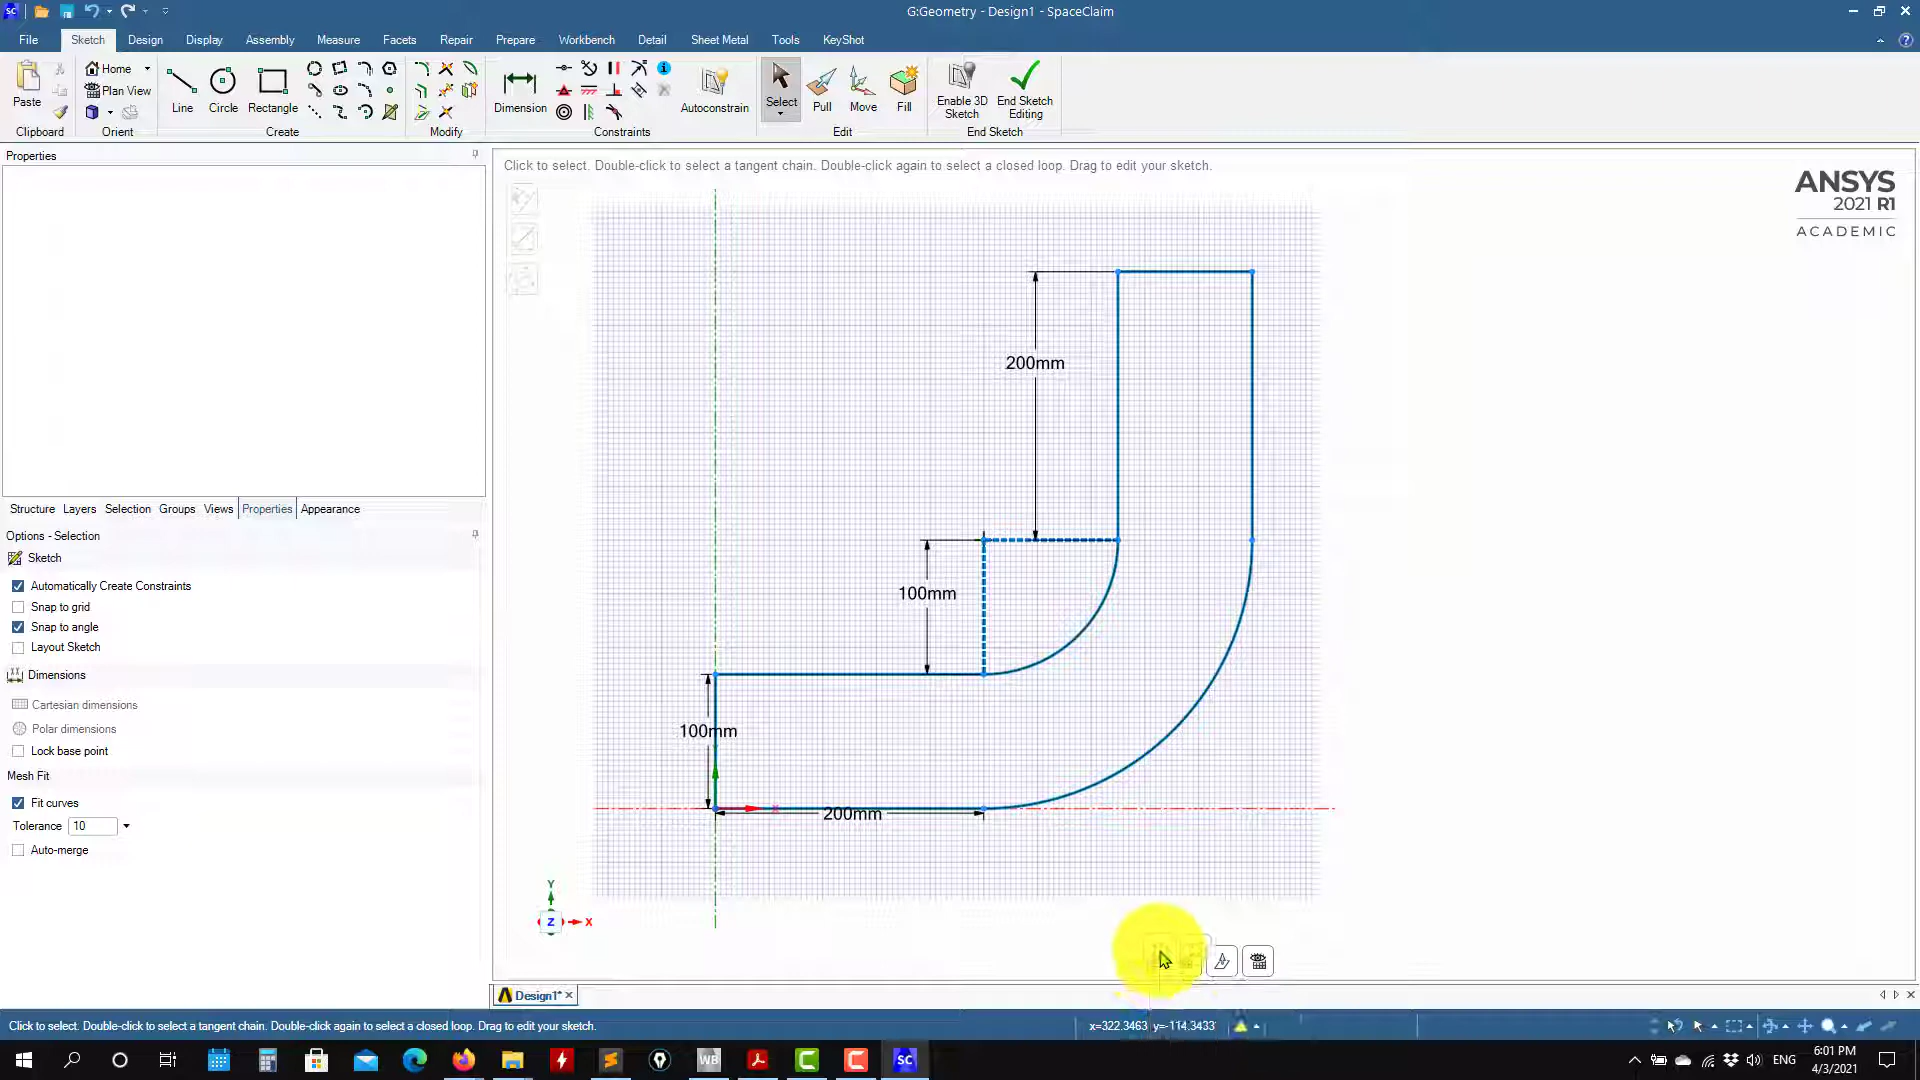 G:Geometry - Design1 - SpaceClaim
File Sketch Design Display Assembly Measure Facets Repair Prepare Workbench Detail Sheet Metal Tools KeyShot
Paste
Clipboard
Home
Plan View
Orient
Line Circle Rectangle
Create
Modify
Dimension
Autoconstrain
Constraints
Select Pull Move Fill
Edit
Enable 3D
Sketch
End Sketch
Editing
End Sketch
Properties
Click to select. Double-click to select a tangent chain. Double-click again to select a closed loop. Drag to edit your sketch.
ANSYS
2021 R1
ACADEMIC
200mm
100mm
100mm
200mm
Y
Z
X
X
Structure Layers Selection Groups Views Properties Appearance
Options - Selection
Sketch
Automatically Create Constraints
Snap to grid
Snap to angle
Layout Sketch
Dimensions
Cartesian dimensions
Polar dimensions
Lock base point
Mesh Fit
Fit curves
Tolerance 10
Auto-merge
Design1*
Click to select. Double-click to select a tangent chain. Double-click again to select a closed loop. Drag to edit your sketch.
x=322.3463 y=-114.3433
WB
SC
SC
ENG
6:01 PM
4/3/2021